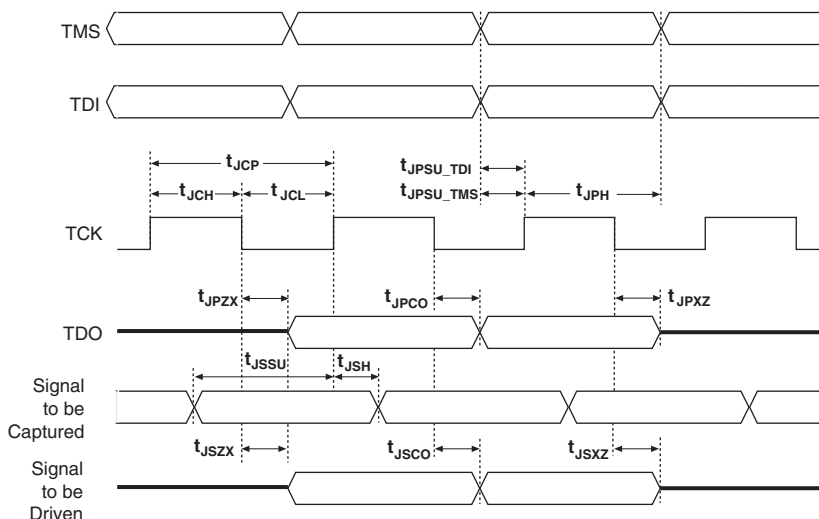 TMS
TDI
tJCP
tJCH
tJCL
tJPSU_TDI
tJPSU_TMS
tJPH
TCK
tJPZX
tJPCO
tJPXZ
TDO
tJSSU
tJSH
Signal
to be
Captured
tJSZX
tJSCO
tJSXZ
Signal
to be
Driven